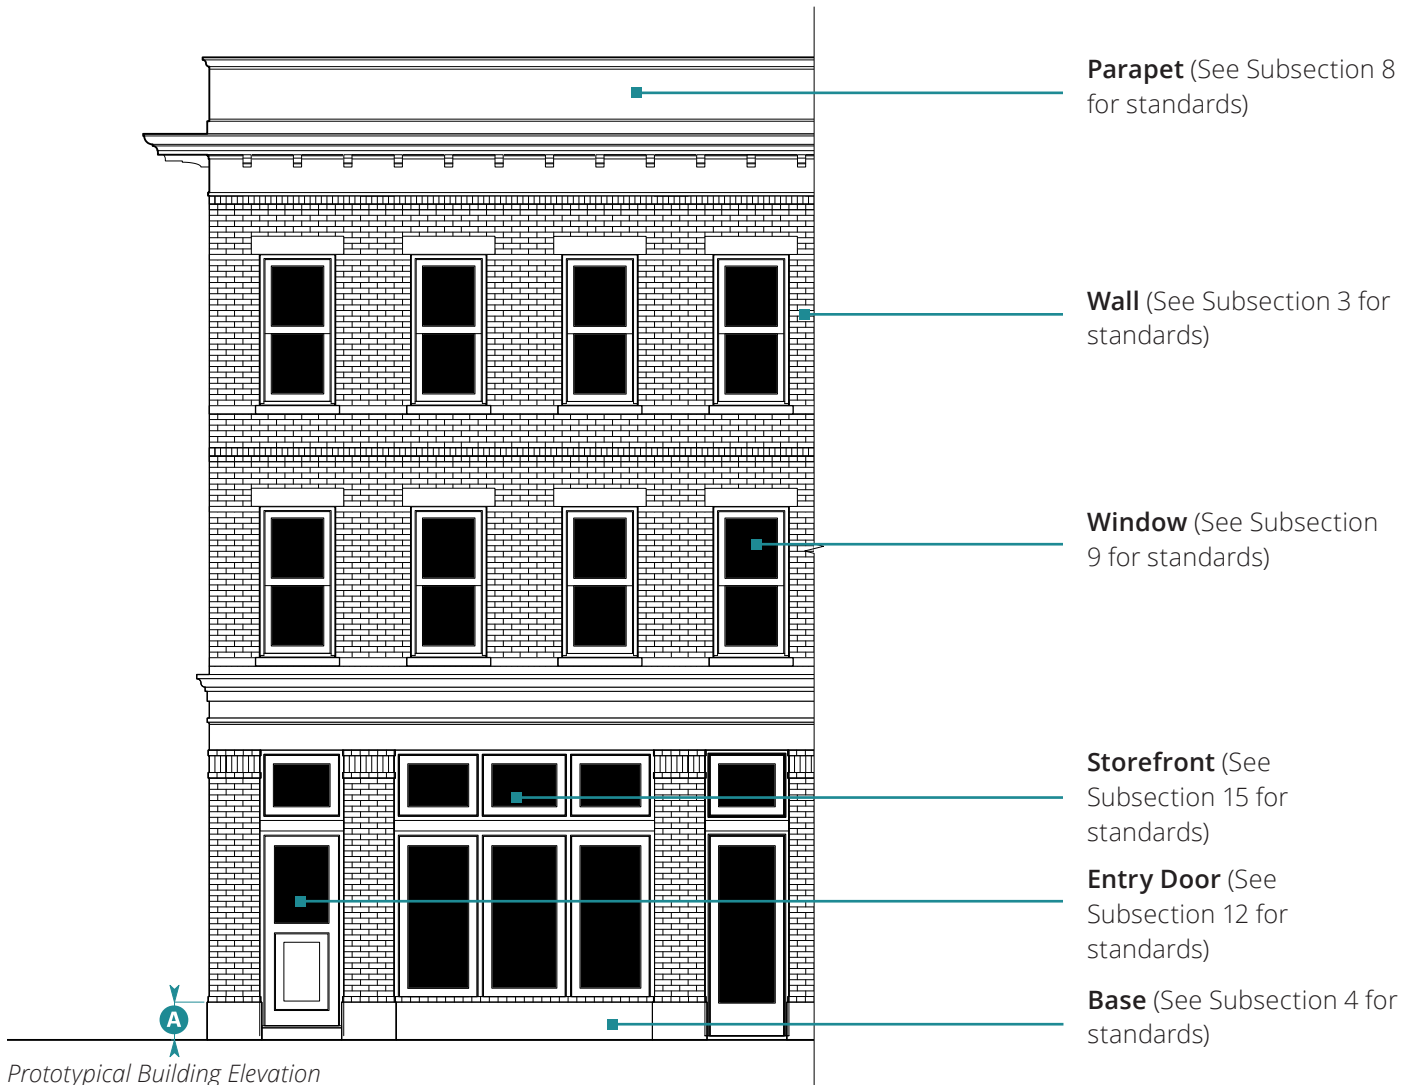 Parapet (See Subsection 8
for standards)
Wall (See Subsection 3 for
standards)
Window (See Subsection
9 for standards)
Storefront (See
Subsection 15 for
standards)
Entry Door (See
Subsection 12 for
standards)
Base (See Subsection 4 for
standards)
A
Prototypical Building Elevation